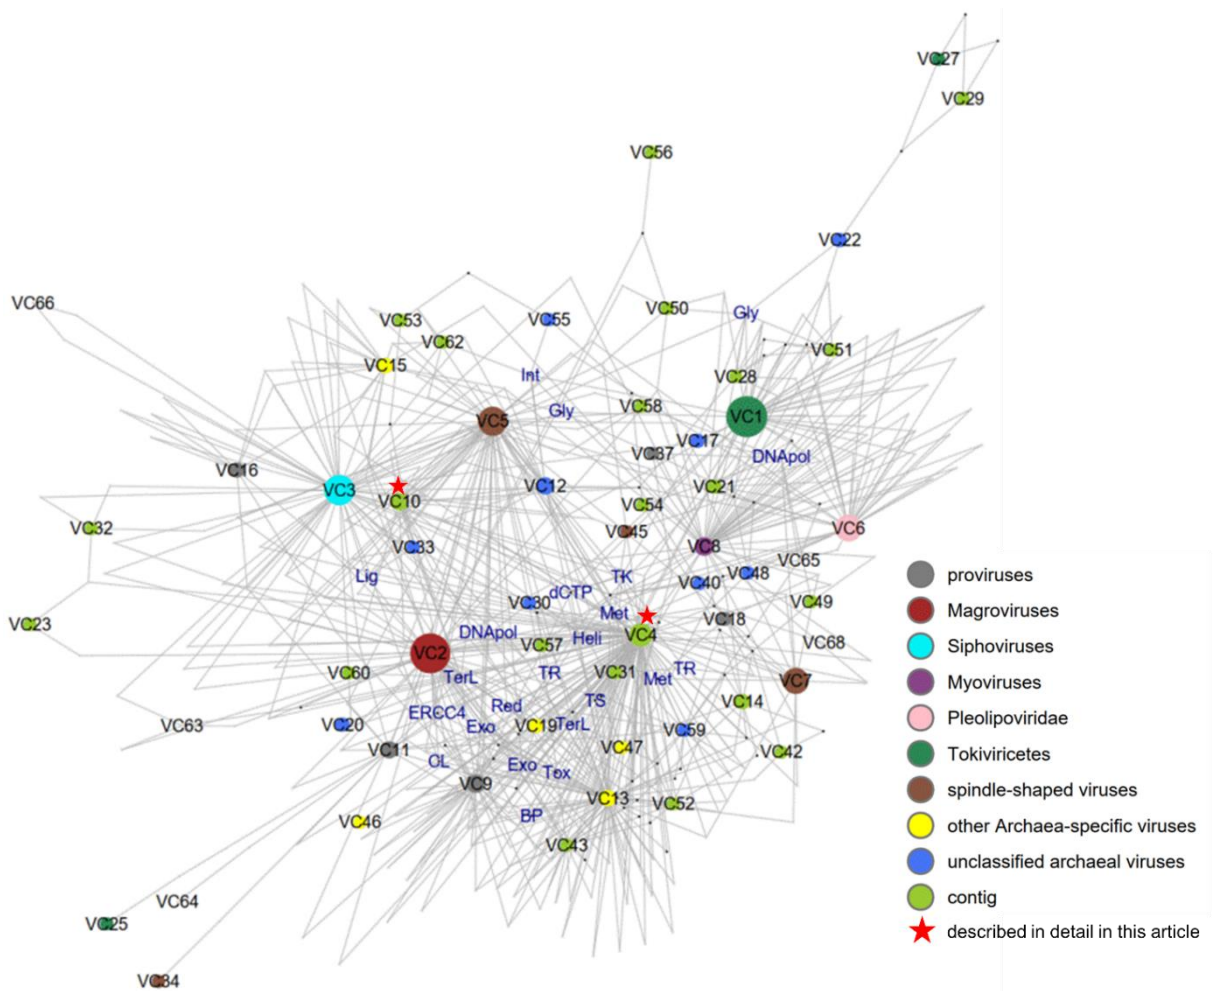 VC27
VC29
VC56
VC22
VC66
VC50
Gly
VC53
VC55
VC62
VC51
VC15
Int
VC28
Gly
VC58
VC5
VC1
VC17
VC37
DNApol
VC16
VC3
VC12
VC21
VC10
VC54
VC32
VC6
VC45
VC33
VC8
VC65
Lig
TK
VC40
VC48
dCTP
VC30
Met
VC49
VC18
VC23
DNApol
Heli
VC4
VC57
VC68
VC2
VC60
TerL
TR
VC31
Met
TR
VC7
Red
TS
VC14
ERCC4
VC63
VC20
Exo
VC19
TerL
VC59
VC11
VC47
VC42
CL
Exo
Tox
VC9
VC13
VC52
VC46
BP
VC43
VC64
VC25
VC34
proviruses
Magroviruses
Siphoviruses
Myoviruses
Pleolipoviridae
Tokiviricetes
spindle-shaped viruses
other Archaea-specific viruses
unclassified archaeal viruses
contig
described in detail in this article